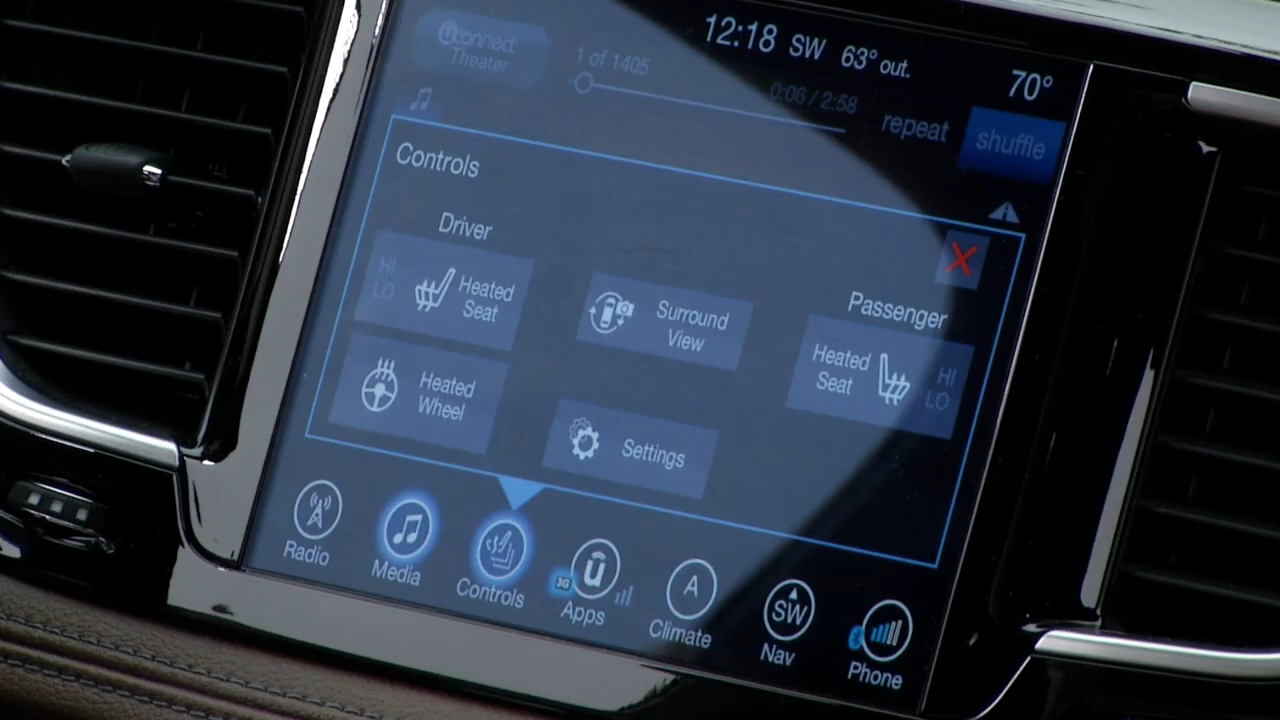 uconnect
Theater
1 of 1405
12:18 SW 63° out.
70°
0:06 / 2:58
repeat
shuffle
Controls
Driver
HI
LO
Heated
Seat
Surround
View
Passenger
Heated
Seat
HI
LO
Heated
Wheel
Settings
Radio
Media
Controls
3G
u
Apps
A
Climate
SW
Nav
Phone